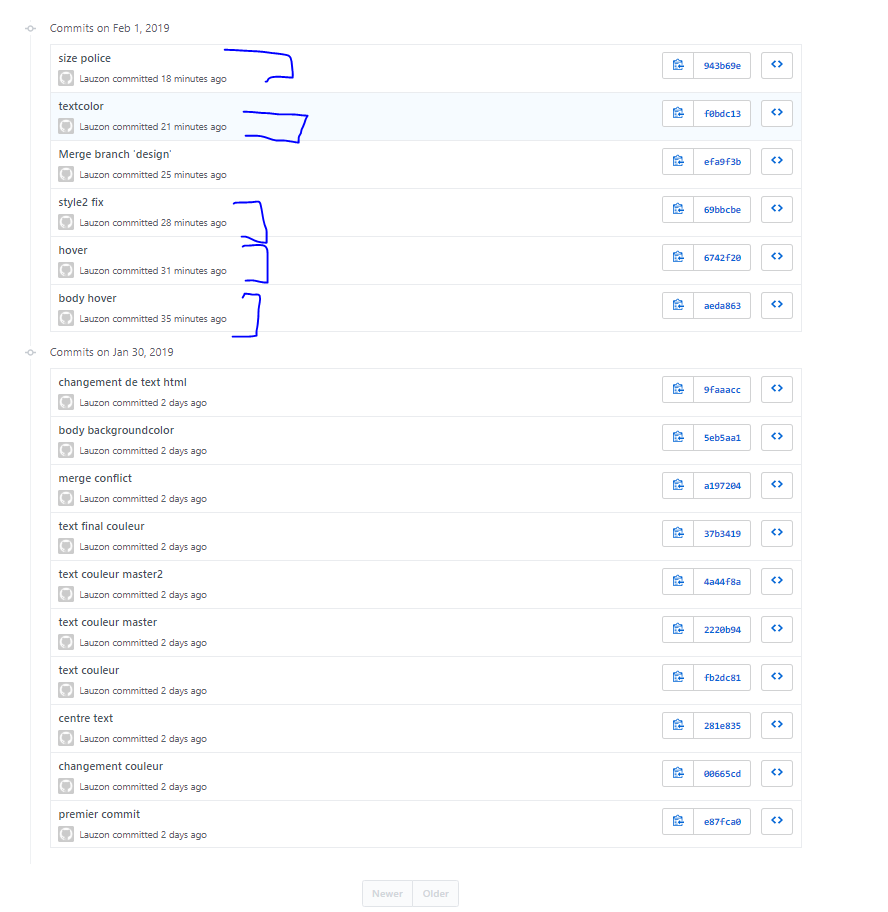 Commits on Feb 1, 2019
size police
Lauzon committed 18 minutes ago
943b69e
textcolor
Lauzon committed 21 minutes ago
f0bdc13
Merge branch 'design'
Lauzon committed 25 minutes ago
efa9f3b
style2 fix
Lauzon committed 28 minutes ago
69bbcbe
hover
Lauzon committed 31 minutes ago
6742f20
body hover
Lauzon committed 35 minutes ago
aeda863
Commits on Jan 30, 2019
changement de text html
Lauzon committed 2 days ago
9faaacc
body backgroundcolor
Lauzon committed 2 days ago
5eb5aa1
merge conflict
Lauzon committed 2 days ago
a197204
text final couleur
Lauzon committed 2 days ago
37b3419
text couleur master2
Lauzon committed 2 days ago
4a44f8a
text couleur master
Lauzon committed 2 days ago
2220b94
text couleur
Lauzon committed 2 days ago
fb2dc81
centre text
Lauzon committed 2 days ago
281e835
changement couleur
Lauzon committed 2 days ago
00665cd
premier commit
Lauzon committed 2 days ago
e87fca0
Newer Older